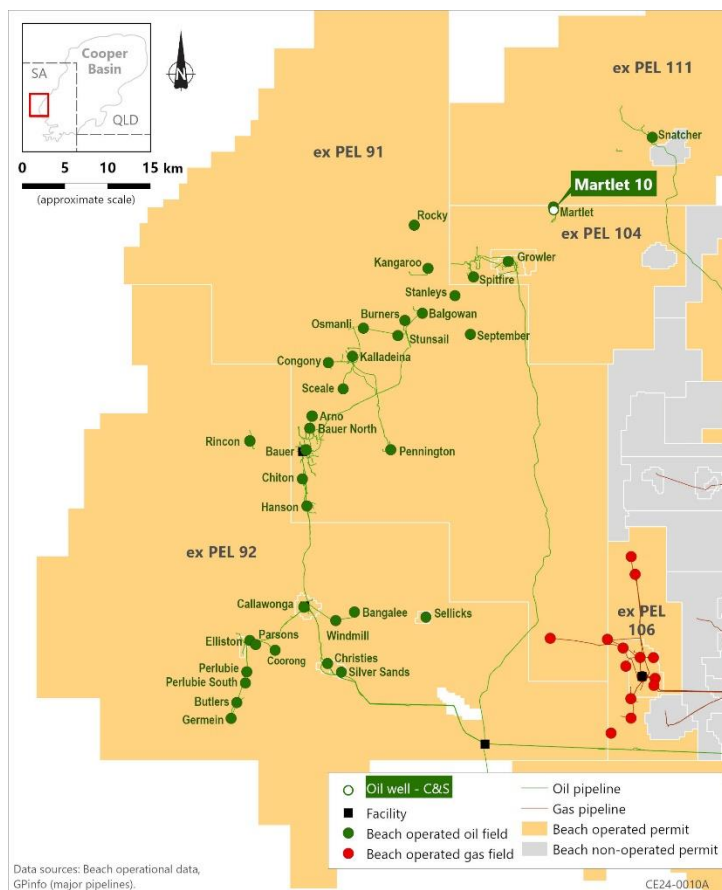 Cooper
Basin
SA
QLD
N
0 5 10 15 km
(approximate scale)
ex PEL 111
Snatcher
ex PEL 91
Martlet 10
Martlet
Rocky
ex PEL 104
Kangaroo
Growler
Spitfire
Stanleys
Burners
Balgowan
Osmanli
September
Stunsail
Congony
Kalladeina
Sceale
Arno
Bauer North
Rincon
Bauer
Pennington
Chiton
Hanson
ex PEL 92
Callawonga
Bangalee
Sellicks
ex PEL
106
Windmill
Elliston
Parsons
Coorong
Christies
Perlubie
Silver Sands
Perlubie South
Butlers
Germein
Oil well - C&S
Facility
Beach operated oil field
Beach operated gas field
Oil pipeline
Gas pipeline
Beach operated permit
Beach non-operated permit
Data sources: Beach operational data,
GPinfo (major pipelines).
CE24-0010A